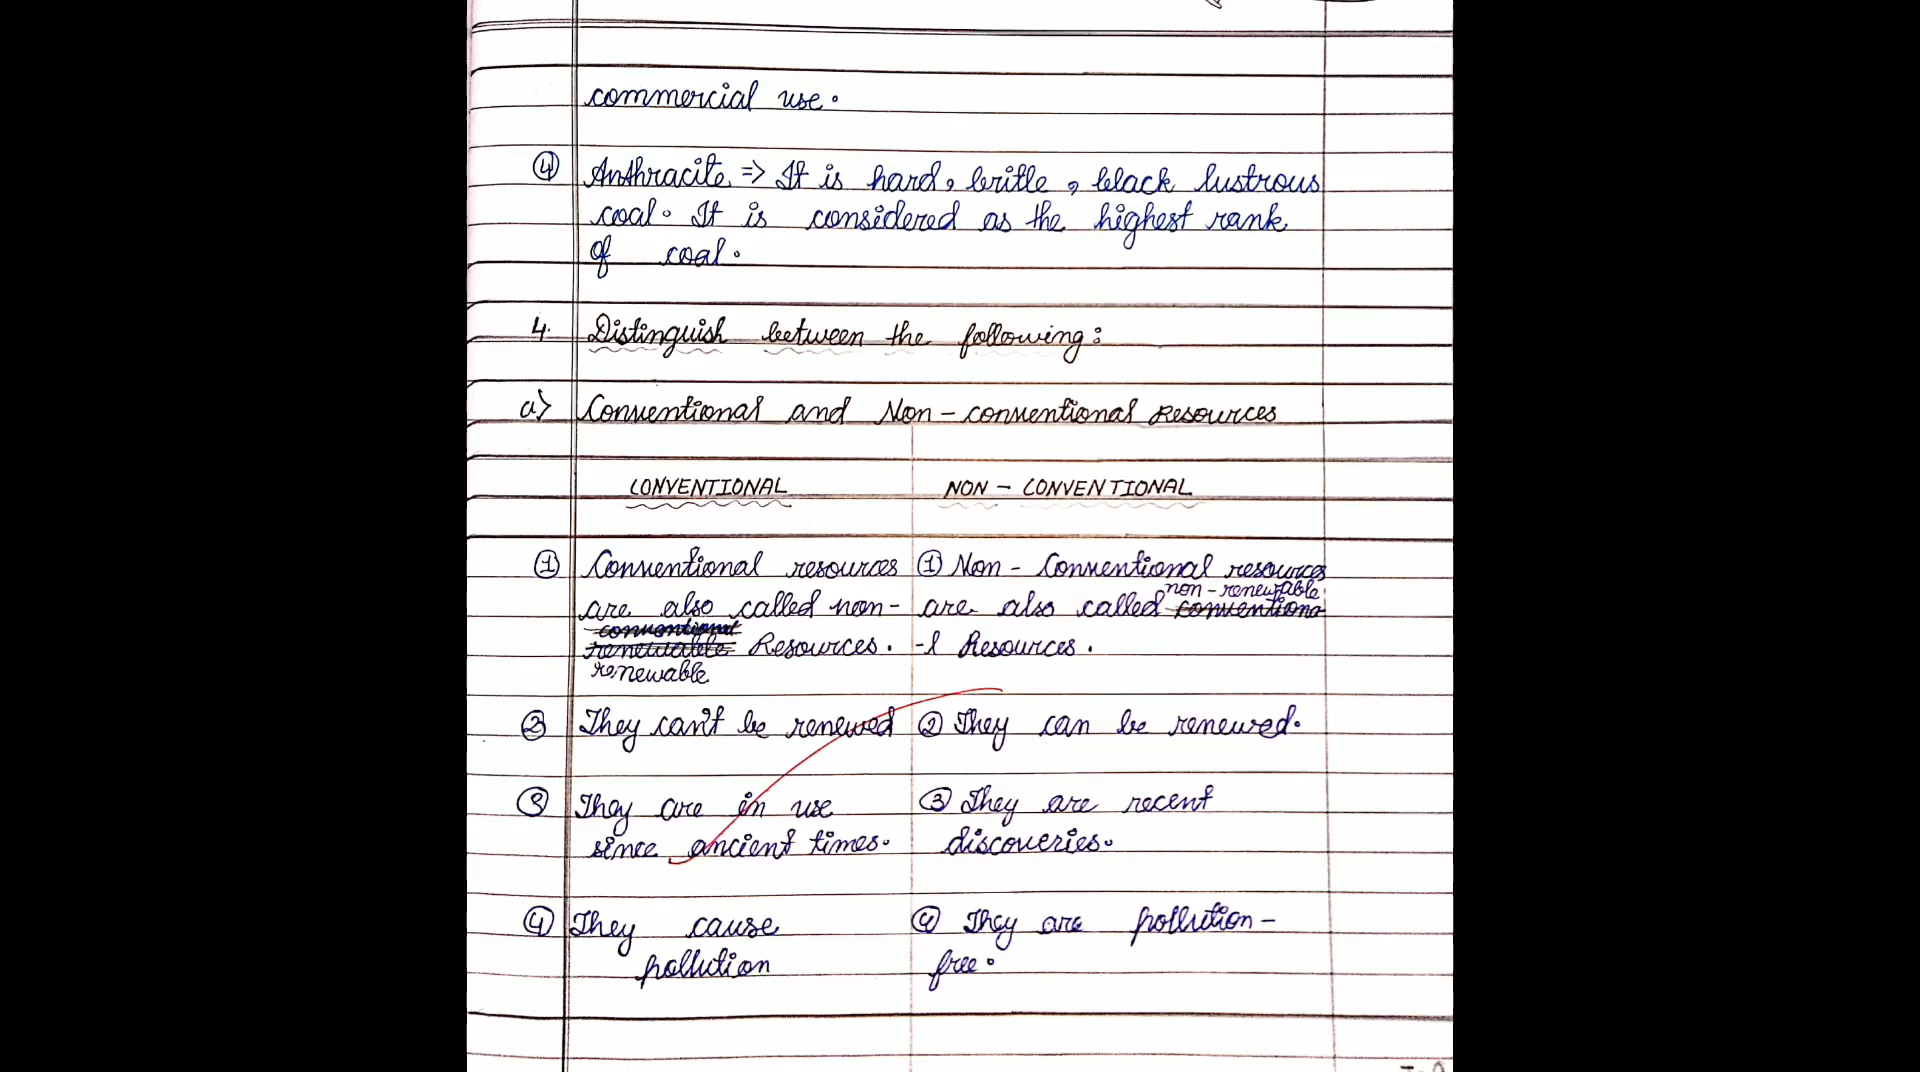 commercial use.
④ Anthracite => It is hard, britle, black lustrous
coal. It is considered as the highest rank
of coal.
4. Distinguish between the following:
a) Conventional and Non-conventional Resources
CONVENTIONAL
NON - CONVENTIONAL
① Conventional resources
are also called non-
renewable Resources.
① Non - Conventional resources
are also called non-renewable
-l Resources.
② They can't be renewed
② They can be renewed.
③ They are in use
since ancient times.
③ They are recent
discoveries.
④ They cause
pollution
④ They are pollution-
free.